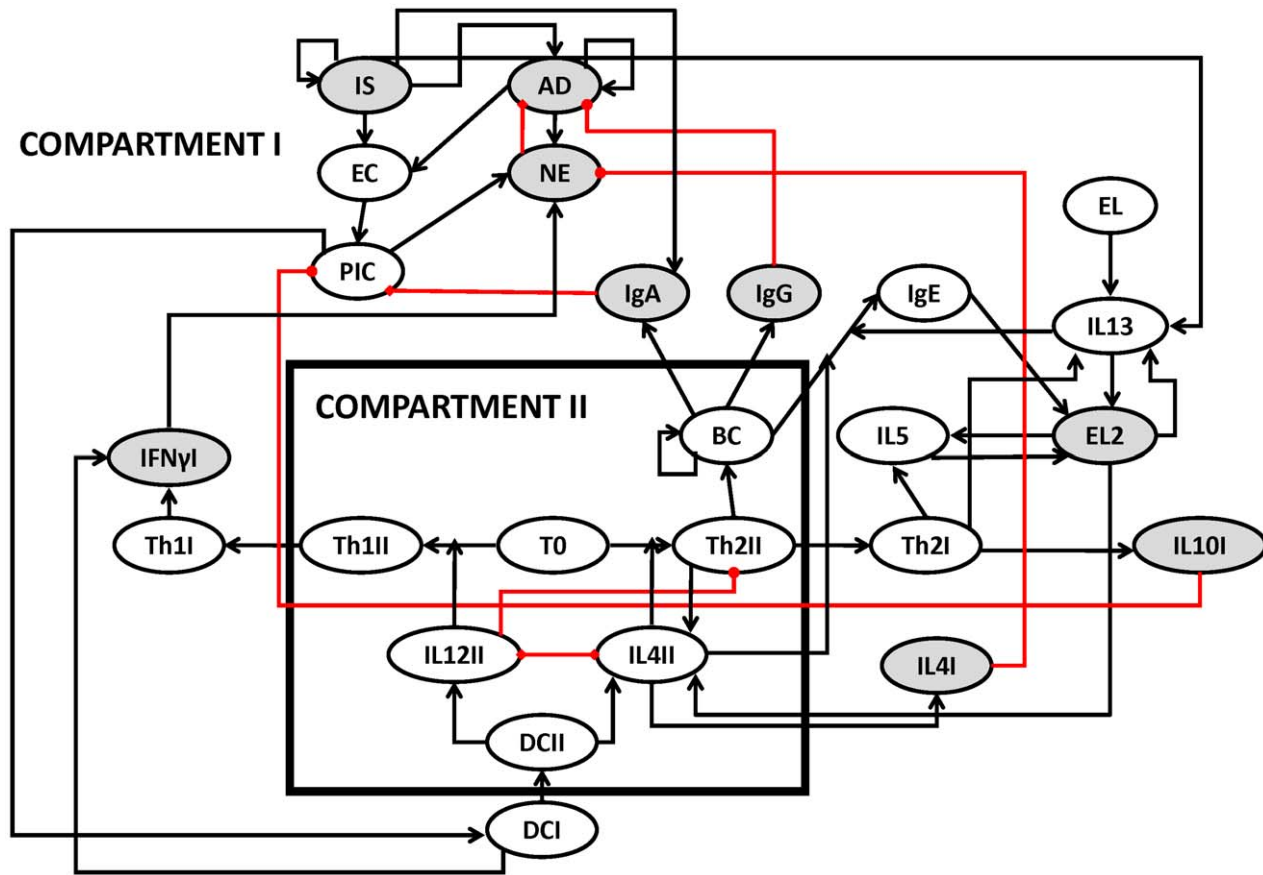 IS
AD
COMPARTMENT I
EC
NE
EL
PIC
IgA
IgG
IgE
IL13
COMPARTMENT II
BC
IL5
EL2
IFNγI
Th1I
Th1II
T0
Th2II
Th2I
IL10I
IL12II
IL4II
IL4I
DCII
DCI